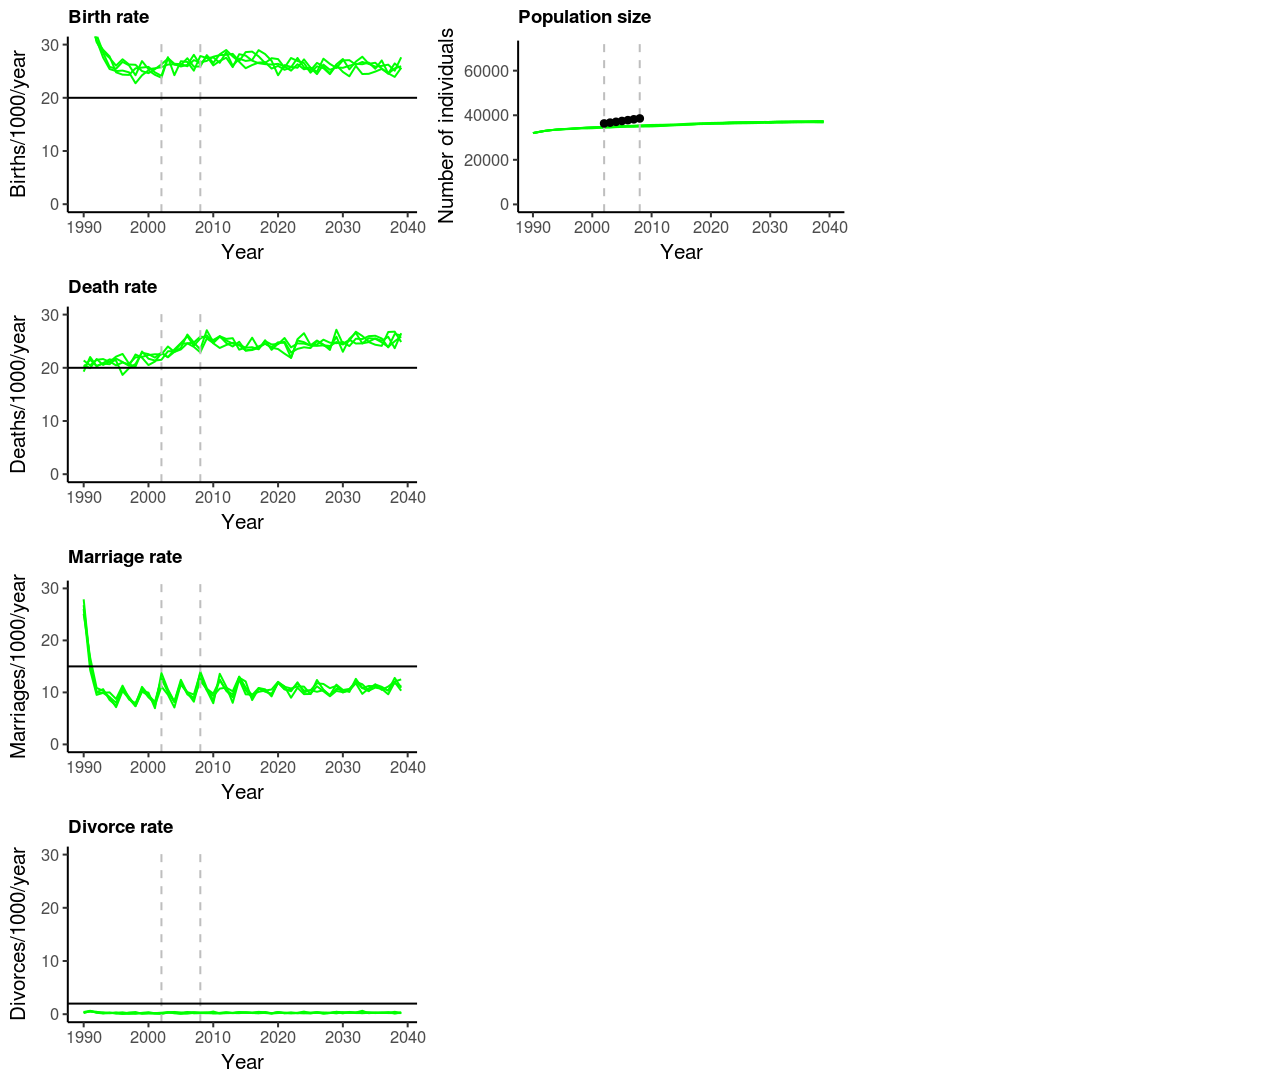 Birth rate
Births/1000/year
30
20
10
0
1990 2000 2010 2020 2030 2040
Year
Population size
Number of individuals
60000
40000
20000
0
1990 2000 2010 2020 2030 2040
Year
Death rate
Deaths/1000/year
30
20
10
0
1990 2000 2010 2020 2030 2040
Year
Marriage rate
Marriages/1000/year
30
20
10
0
1990 2000 2010 2020 2030 2040
Year
Divorce rate
Divorces/1000/year
30
20
10
0
1990 2000 2010 2020 2030 2040
Year